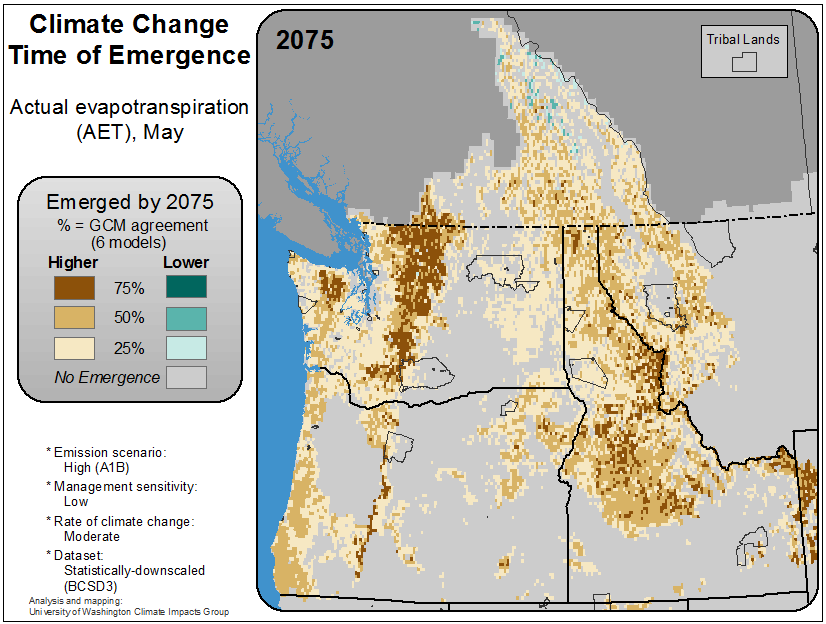 Climate Change
Time of Emergence
Actual evapotranspiration
(AET), May
Emerged by 2075
% = GCM agreement
(6 models)
Higher Lower
75%
50%
25%
No Emergence
* Emission scenario:
High (A1B)
* Management sensitivity:
Low
* Rate of climate change:
Moderate
* Dataset:
Statistically-downscaled
(BCSD3)
Analysis and mapping:
University of Washington Climate Impacts Group
2075
Tribal Lands